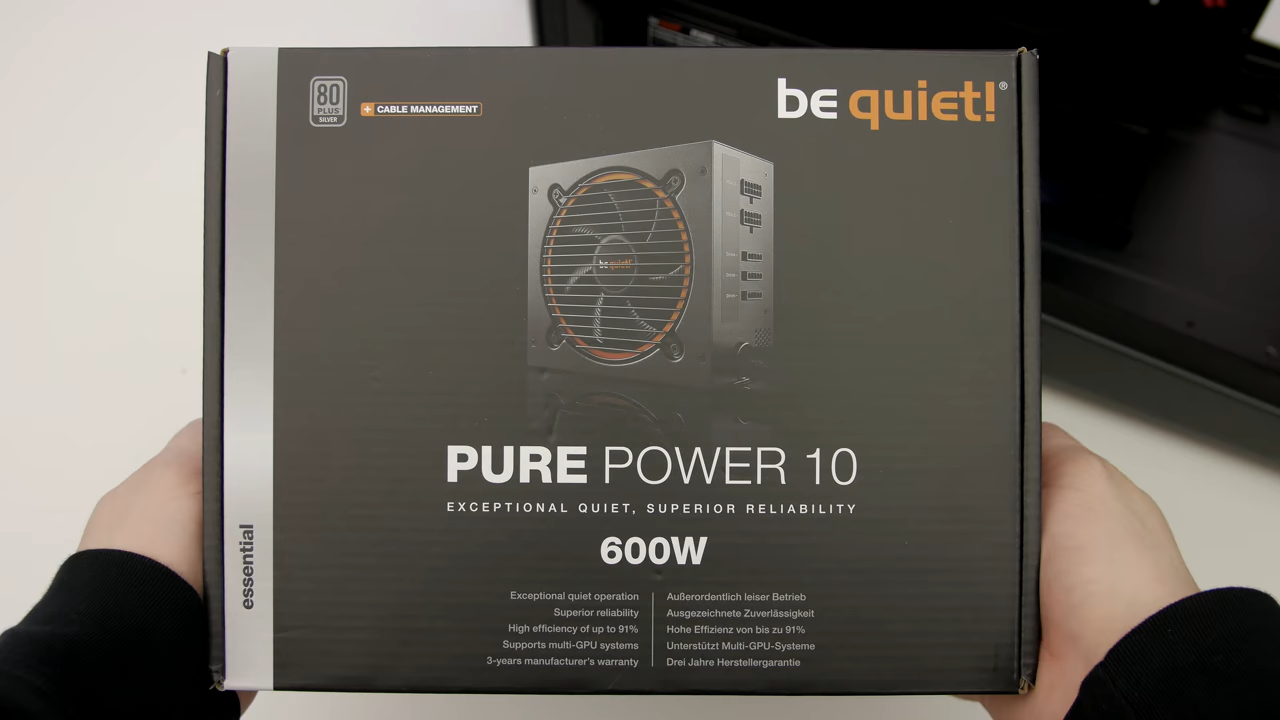 80
PLUS
SILVER
+ CABLE MANAGEMENT
be quiet!®
be quiet!
PURE POWER 10
EXCEPTIONAL QUIET, SUPERIOR RELIABILITY
600W
essential
Exceptional quiet operation
Superior reliability
High efficiency of up to 91%
Supports multi-GPU systems
3-years manufacturer's warranty
Außerordentlich leiser Betrieb
Ausgezeichnete Zuverlässigkeit
Hohe Effizienz von bis zu 91%
Unterstützt Multi-GPU-Systeme
Drei Jahre Herstellergarantie